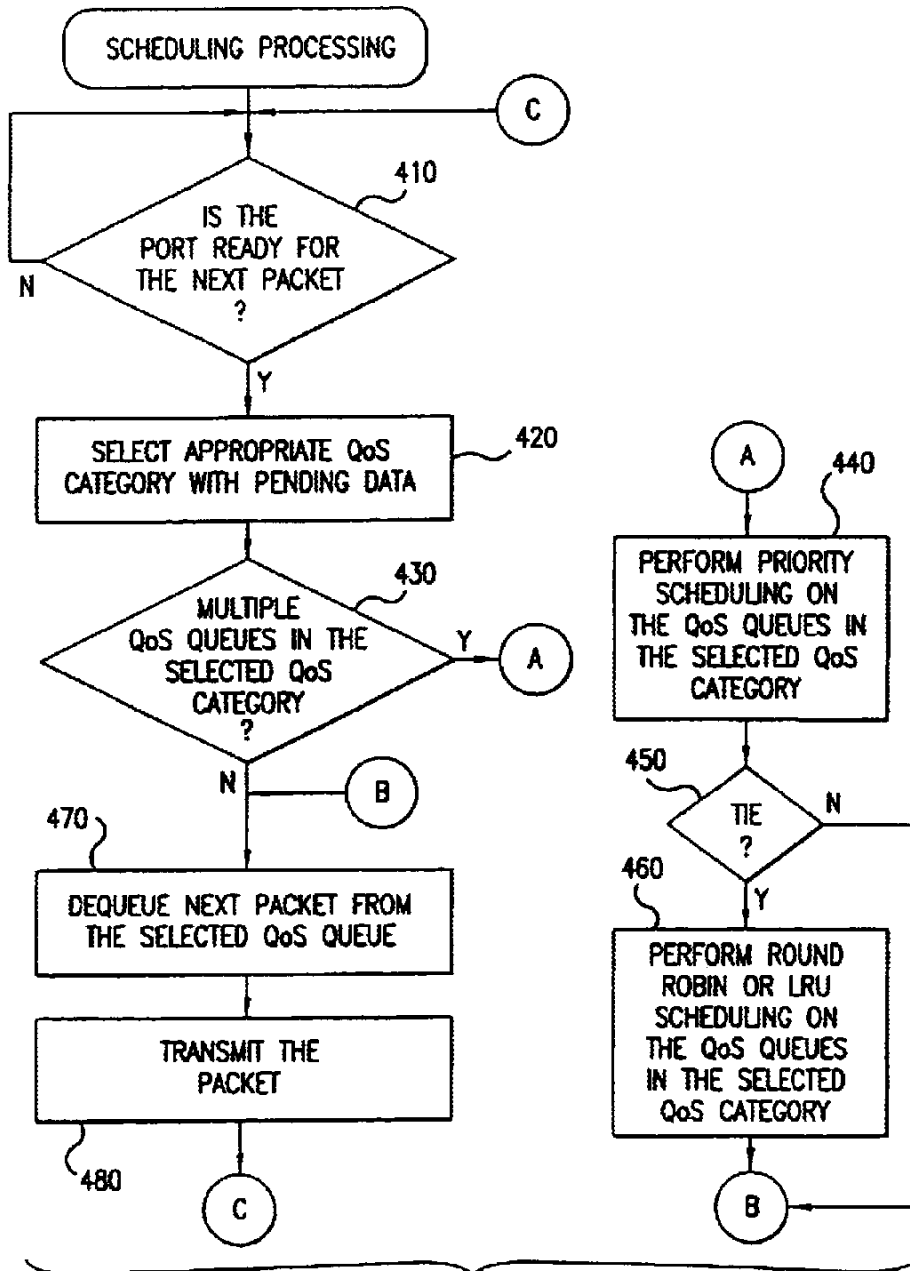 SCHEDULING PROCESSING
C
410
IS THE
PORT READY FOR
THE NEXT PACKET
?
N
Y
SELECT APPROPRIATE QoS
CATEGORY WITH PENDING DATA
420
MULTIPLE
QoS QUEUES IN THE
SELECTED QoS
CATEGORY
?
430
Y
A
N
B
470
DEQUEUE NEXT PACKET FROM
THE SELECTED QoS QUEUE
TRANSMIT THE
PACKET
480
C
A
440
PERFORM PRIORITY
SCHEDULING ON
THE QoS QUEUES IN
THE SELECTED QoS
CATEGORY
450
TIE
?
N
Y
460
PERFORM ROUND
ROBIN OR LRU
SCHEDULING ON
THE QoS QUEUES
IN THE SELECTED
QoS CATEGORY
B